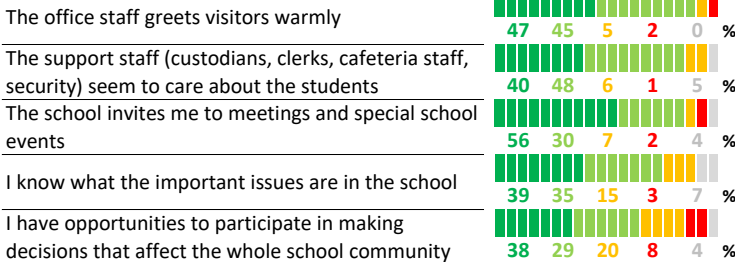 The office staff greets visitors warmly
47 45 5 2 0 %
The support staff (custodians, clerks, cafeteria staff,
security) seem to care about the students
40 48 6 1 5 %
The school invites me to meetings and special school
events
56 30 7 2 4 %
I know what the important issues are in the school
39 35 15 3 7 %
I have opportunities to participate in making
decisions that affect the whole school community
38 29 20 8 4 %